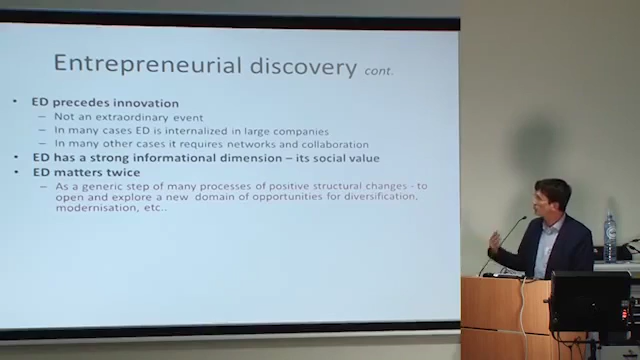 Entrepreneurial discovery cont.
• ED precedes innovation
– Not an extraordinary event
– In many cases ED is internalized in large companies
– In many other cases it requires networks and collaboration
• ED has a strong informational dimension – its social value
• ED matters twice
– As a generic step of many processes of positive structural changes - to
open and explore a new domain of opportunities for diversification,
modernisation, etc..